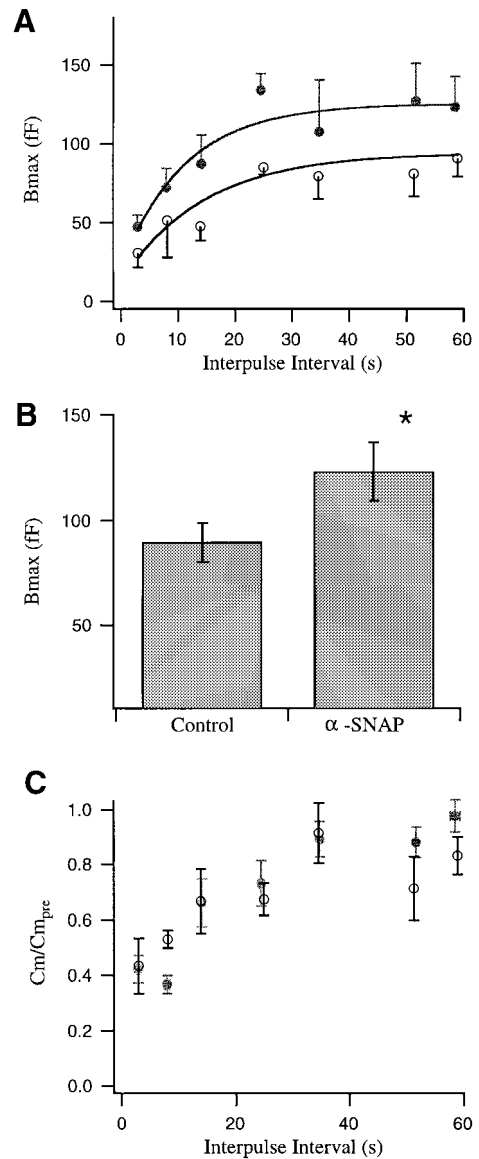 A
150
100
50
0
Bmax (fF)
0 10 20 30 40 50 60
Interpulse Interval (s)
B
150
100
50
Bmax (fF)
*
Control α -SNAP
C
1.0
0.8
0.6
0.4
0.2
0.0
Cm/Cmpre
0 20 40 60
Interpulse Interval (s)